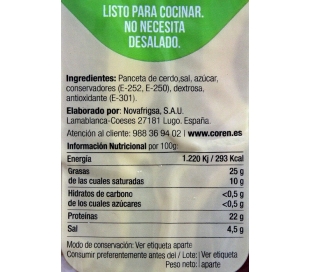 LISTO PARA COCINAR.
NO NECESITA
DESALADO.
Ingredientes: Panceta de cerdo,sal, azúcar,
conservadores (E-252, E-250), dextrosa,
antioxidante (E-301).
Elaborado por: Novafrigsa, S.A.U.
Lamablanca-Coeses 27181 Lugo. España.
Atención al cliente: 988 36 94 02 | www.coren.es
Información Nutricional por 100g:
Energía 1.220 Kj / 293 Kcal
Grasas 25 g
de las cuales saturadas 10 g
Hidratos de carbono <0,5 g
de los cuales azúcares <0,5 g
Proteínas 22 g
Sal 4,5 g
Modo de conservación: Ver etiqueta aparte
Consumir preferentemente antes del / Lote: | Ver etiqueta
Peso neto: | aparte